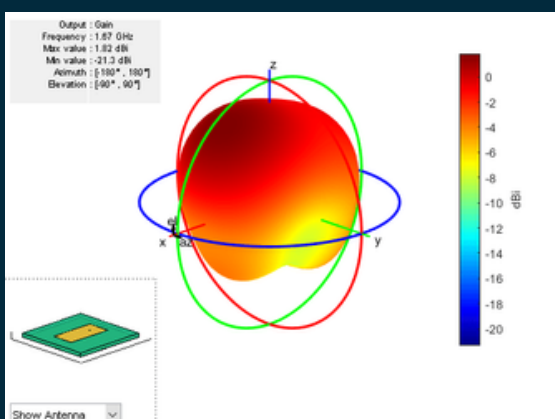 Output : Gain
Frequency : 1.67 GHz
Max value : 1.82 dBi
Min value : -21.3 dBi
Azimuth : [-180° , 180°]
Elevation : [-90° , 90°]
z
0
-2
-4
-6
-8
-10
-12
-14
-16
-18
-20
dBi
el
x
az
y
Show Antenna